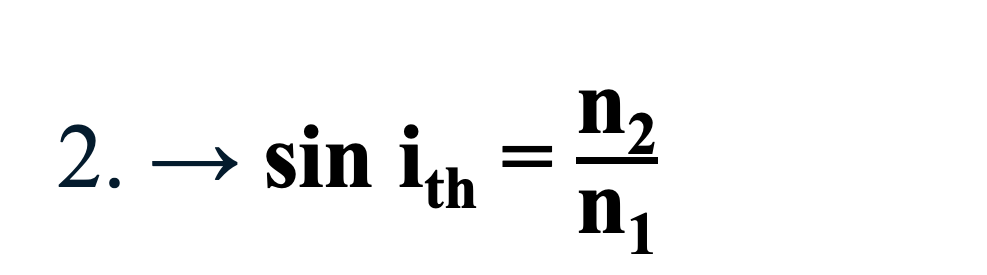 2. → sin i_th = n_2/n_1